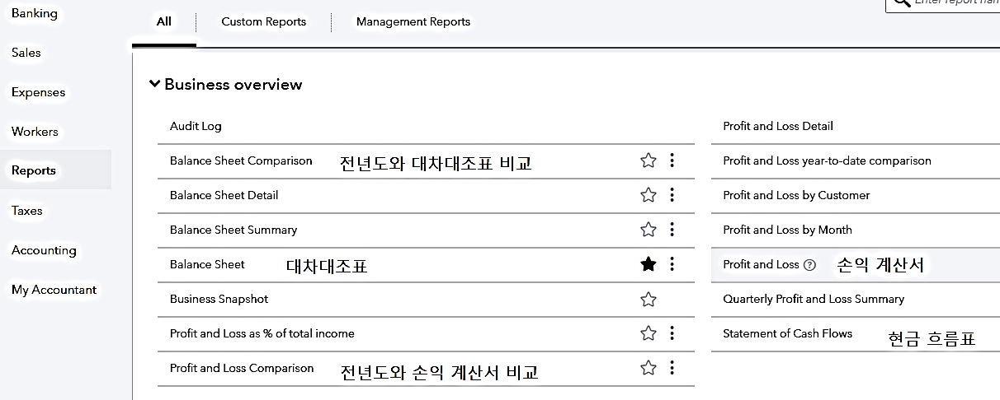 Banking
Sales
Expenses
Workers
Reports
Taxes
Accounting
My Accountant
All
Custom Reports
Management Reports
Enter report
Business overview
Audit Log
Balance Sheet Comparison 전년도와 대차대조표 비교
Balance Sheet Detail
Balance Sheet Summary
Balance Sheet 대차대조표
Business Snapshot
Profit and Loss as % of total income
Profit and Loss Comparison 전년도와 손익 계산서 비교
Profit and Loss Detail
Profit and Loss year-to-date comparison
Profit and Loss by Customer
Profit and Loss by Month
Profit and Loss ? 손익 계산서
Quarterly Profit and Loss Summary
Statement of Cash Flows 현금 흐름표